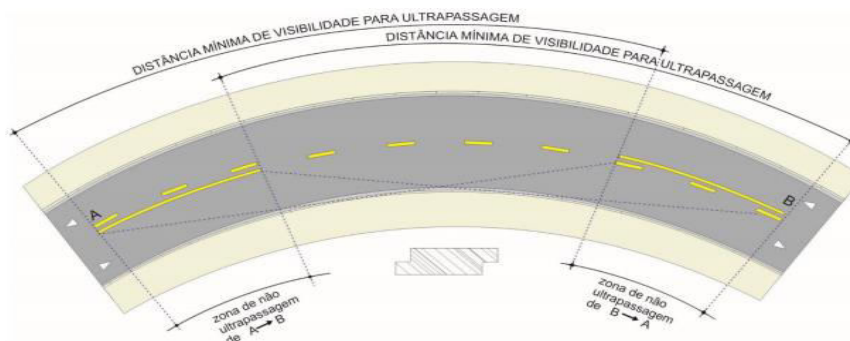 DISTÂNCIA MÍNIMA DE VISIBILIDADE PARA ULTRAPASSAGEM
DISTÂNCIA MÍNIMA DE VISIBILIDADE PARA ULTRAPASSAGEM
A
B
zona de não
ultrapassagem
de A→B
zona de não
ultrapassagem
de B→A